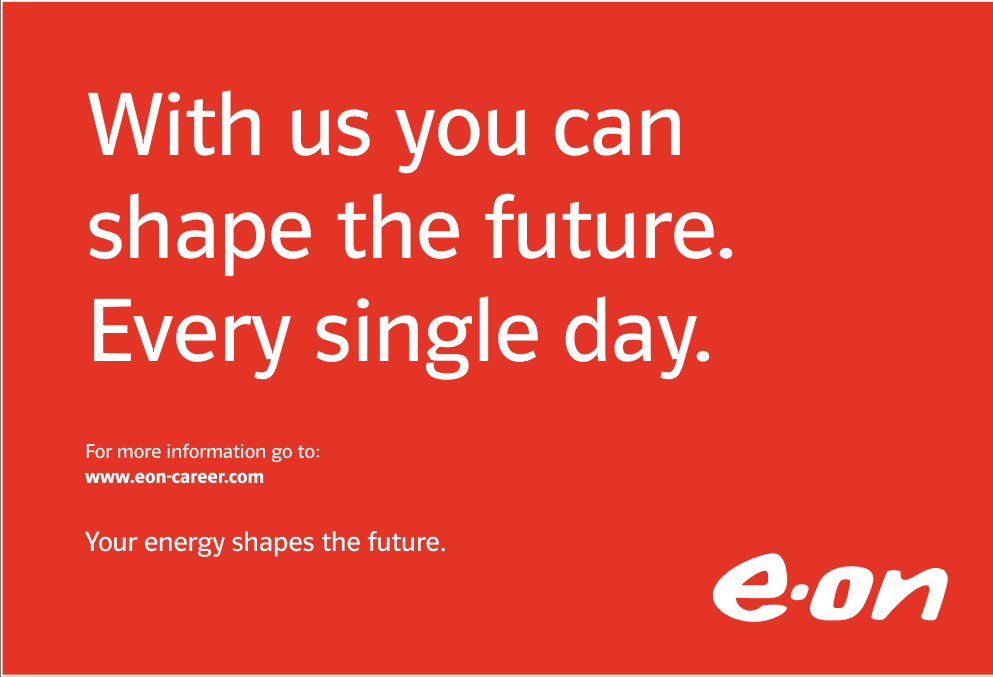 With us you can
shape the future.
Every single day.
For more information go to:
www.eon-career.com
Your energy shapes the future.
e·on